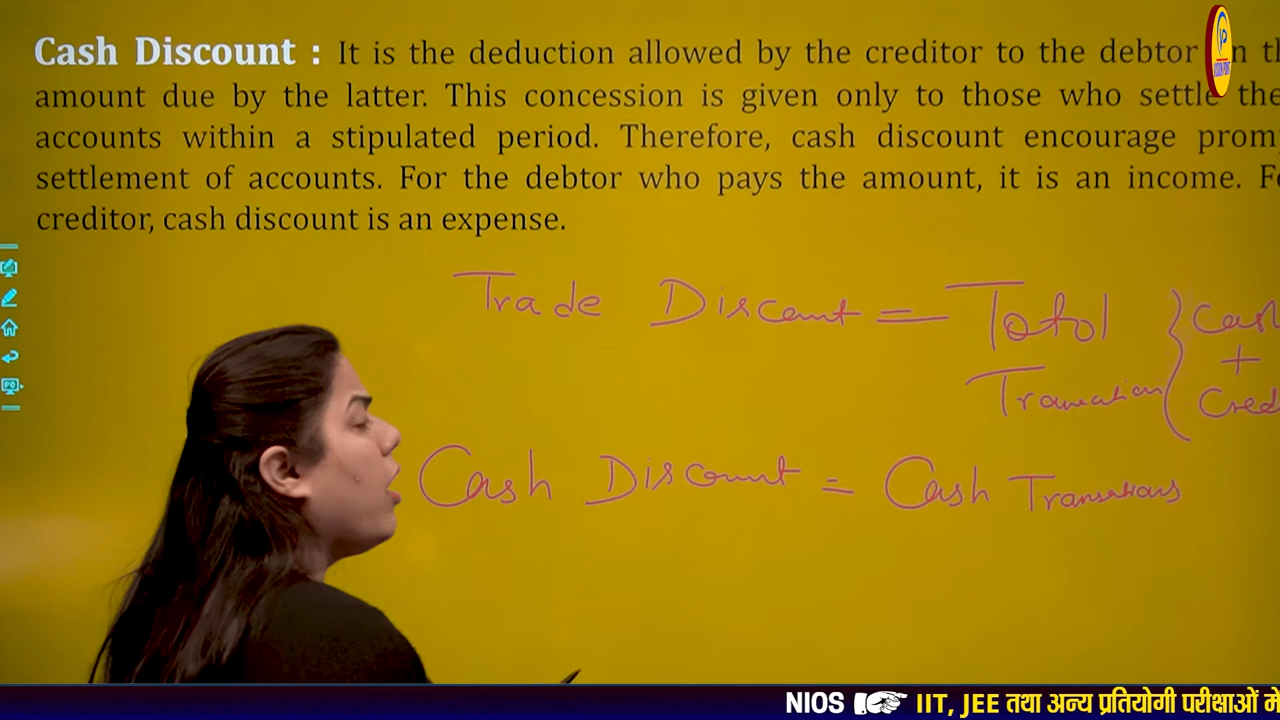 Cash Discount : It is the deduction allowed by the creditor to the debtor
amount due by the latter. This concession is given only to those who settle
accounts within a stipulated period. Therefore, cash discount encourage prom
settlement of accounts. For the debtor who pays the amount, it is an income.
creditor, cash discount is an expense.
Trade Discount = Total
Transaction
Cash
+
Cred
Cash Discount = Cash Transactions
NIOS IIT, JEE तथा अन्य प्रतियोगी परीक्षाओं में